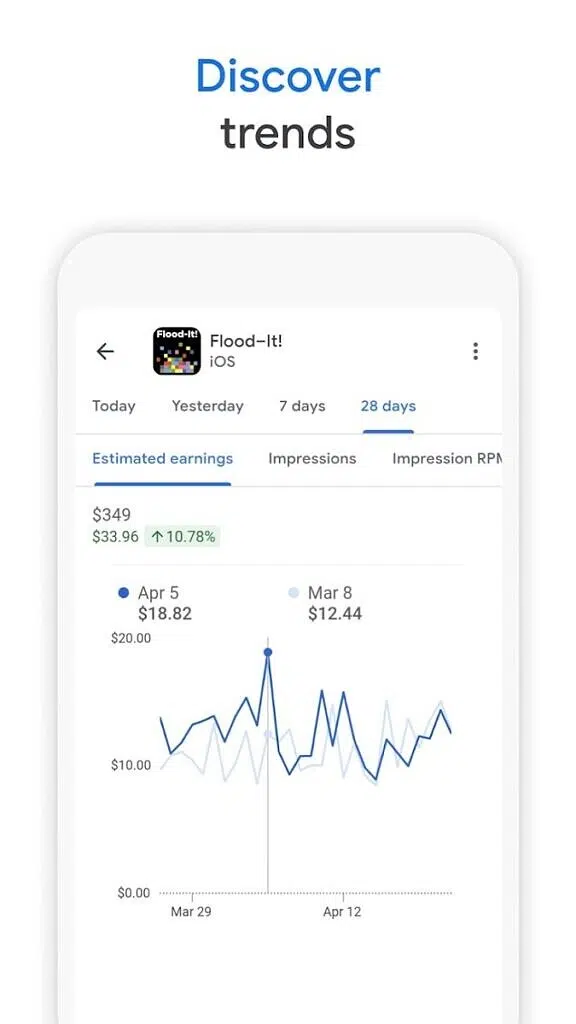 Discover
trends
Flood-It!
Flood-It!
iOS
Today Yesterday 7 days 28 days
Estimated earnings Impressions Impression RPM
$349
$33.96 ↑ 10.78%
Apr 5 Mar 8
$18.82 $12.44
$20.00
$10.00
$0.00
Mar 29 Apr 12